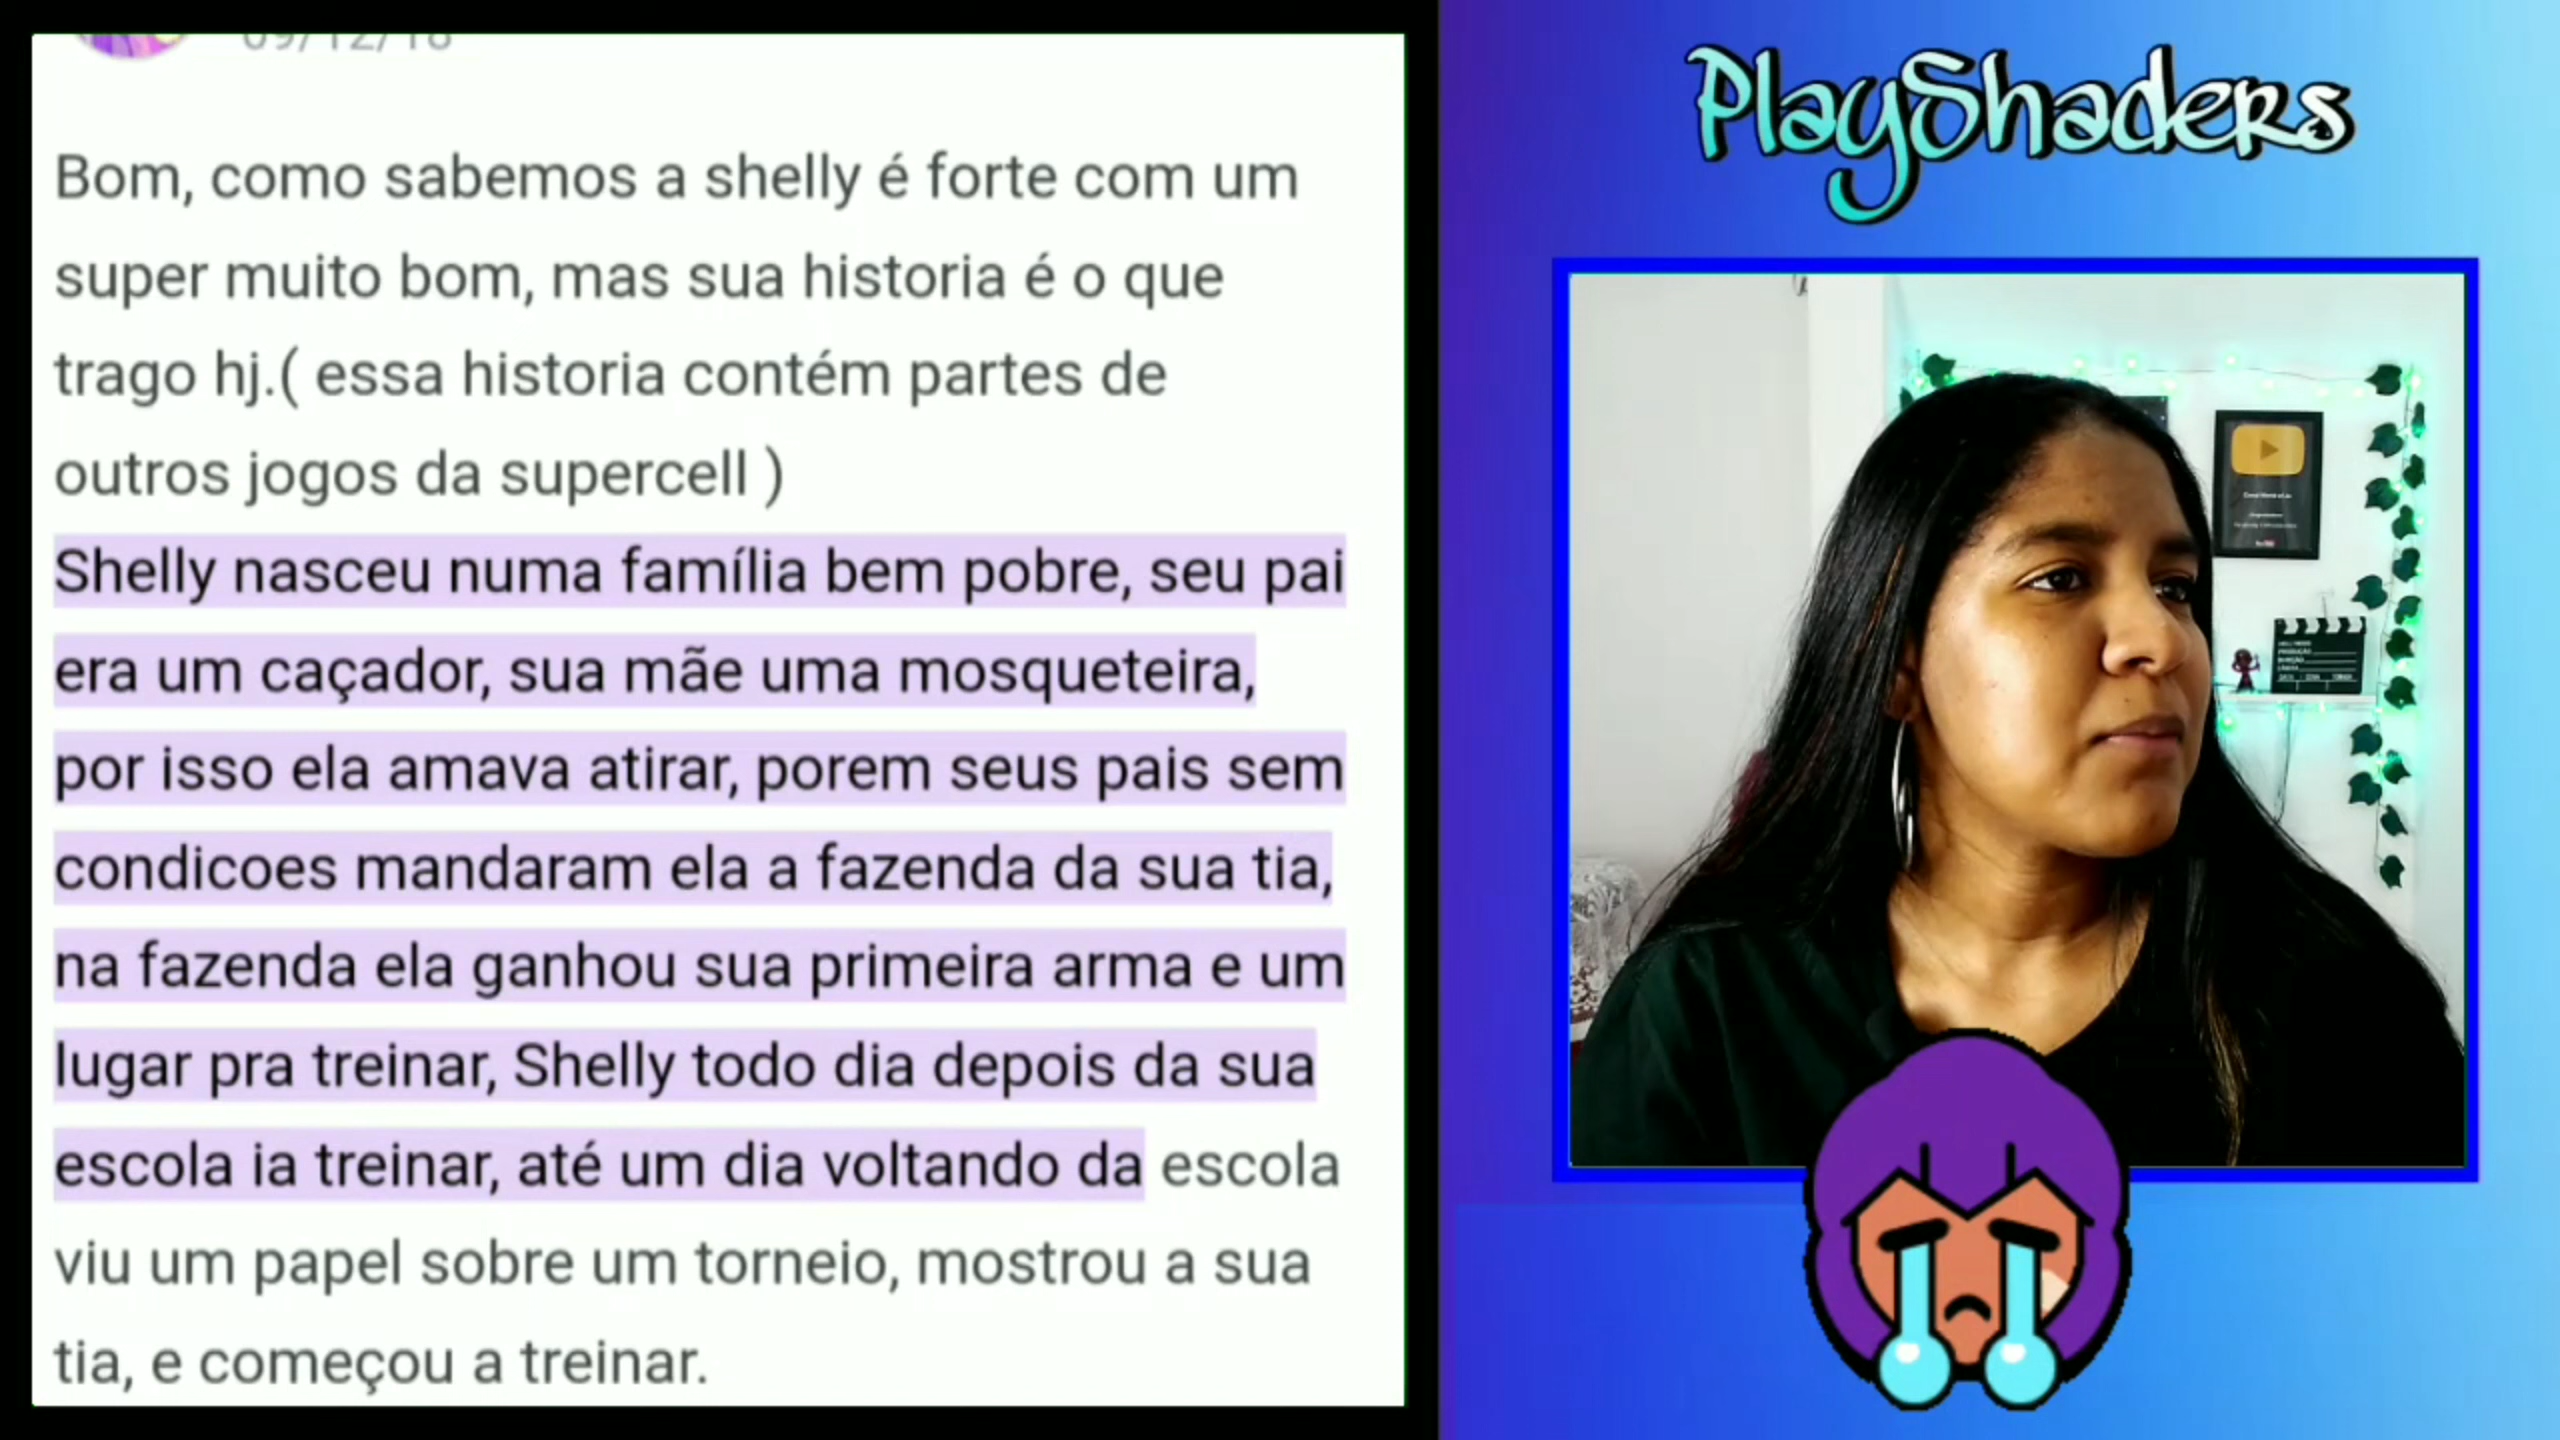 09/12/18
Bom, como sabemos a shelly é forte com um
super muito bom, mas sua historia é o que
trago hj.( essa historia contém partes de
outros jogos da supercell )
Shelly nasceu numa família bem pobre, seu pai
era um caçador, sua mãe uma mosqueteira,
por isso ela amava atirar, porem seus pais sem
condicoes mandaram ela a fazenda da sua tia,
na fazenda ela ganhou sua primeira arma e um
lugar pra treinar, Shelly todo dia depois da sua
escola ia treinar, até um dia voltando da escola
viu um papel sobre um torneio, mostrou a sua
tia, e começou a treinar.
PlayShaders